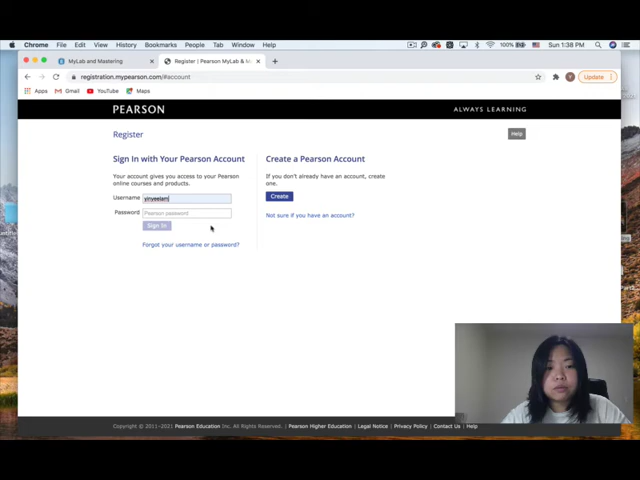 Chrome File Edit View History Bookmarks People Tab Window Help 100% Sun 1:38 PM
MyLab and Mastering Register | Pearson MyLab & M
registration.mypearson.com/#account Y Update
Apps Gmail YouTube Maps
PEARSON ALWAYS LEARNING
Register Help
Sign In with Your Pearson Account Create a Pearson Account
Your account gives you access to your Pearson If you don't already have an account, create
online courses and products. one.
Username yinyeelam Create
Password Pearson password Not sure if you have an account?
Sign In
Forgot your username or password?
Copyright © 2011–2021 Pearson Education Inc. All Rights Reserved. | Pearson Higher Education | Legal Notice | Privacy Policy | Contact Us | Help